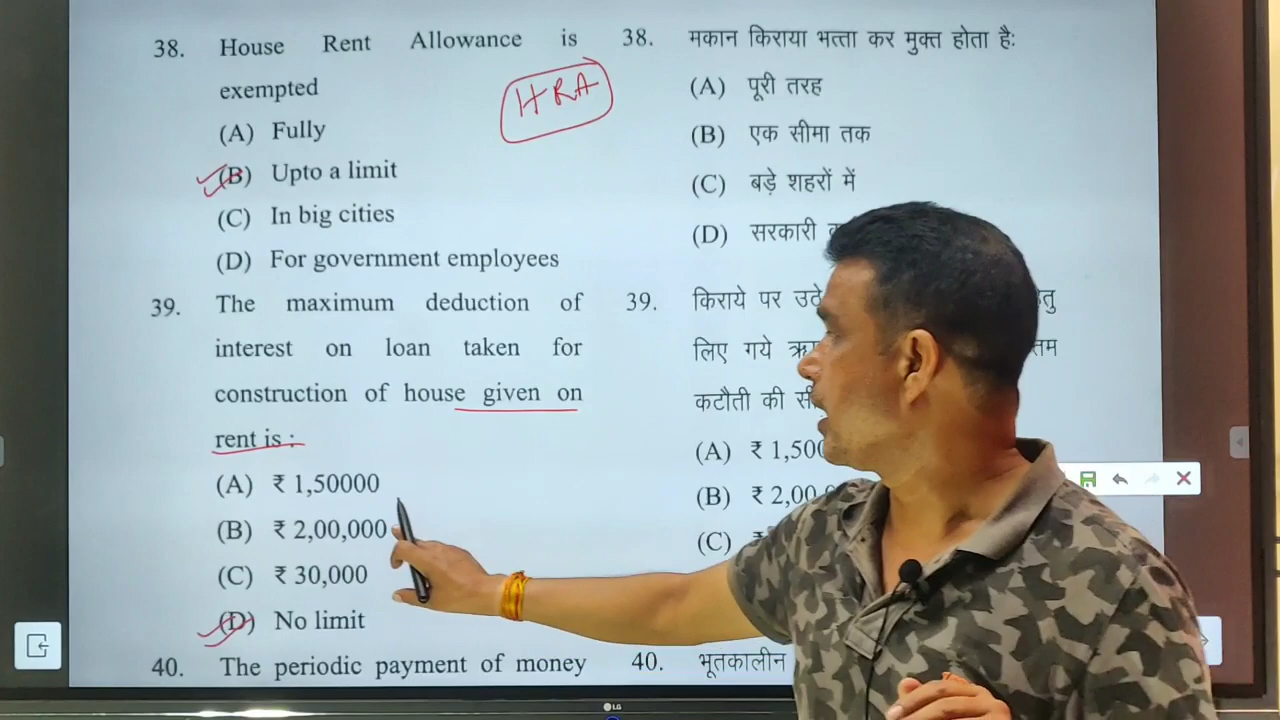 38. House Rent Allowance is
exempted
HRA
(A) Fully
(B) Upto a limit
(C) In big cities
(D) For government employees
39. The maximum deduction of
interest on loan taken for
construction of house given on
rent is :
(A) ₹ 1,50000
(B) ₹ 2,00,000
(C) ₹ 30,000
(D) No limit
40. The periodic payment of money
38. मकान किराया भत्ता कर मुक्त होता है:
(A) पूरी तरह
(B) एक सीमा तक
(C) बड़े शहरों में
(D) सरकारी
39. किराये पर
लिए गये
कटौती की
(A) ₹ 1,500
(B) ₹ 2,00,0
(C) ₹
40. भूतकालीन
LG